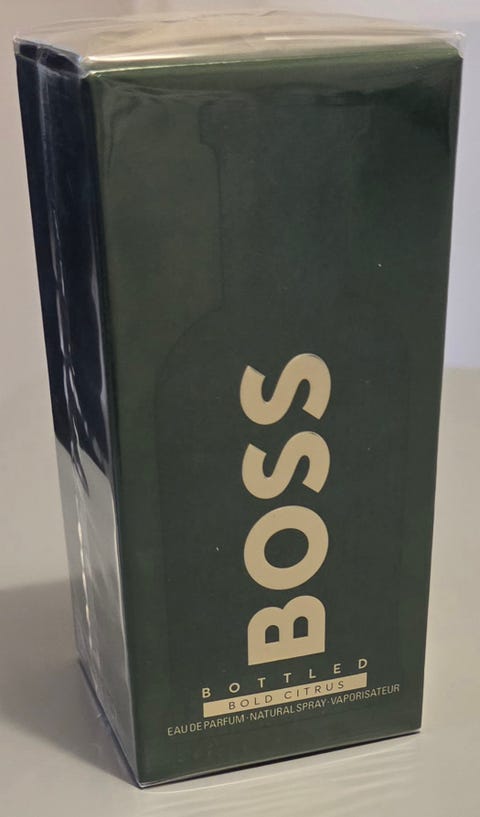 BOSS
BOTTLED
BOLD CITRUS
EAU DE PARFUM·NATURAL SPRAY·VAPORISATEUR